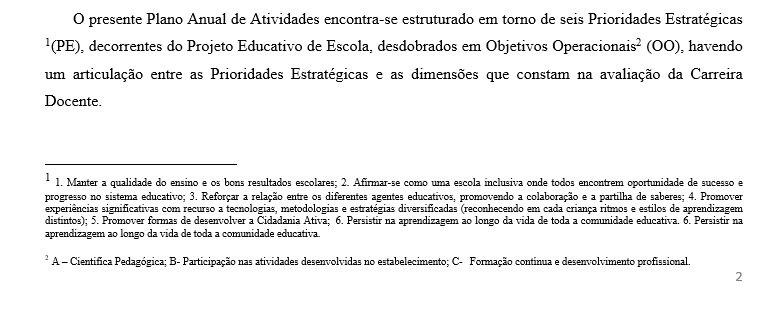 O presente Plano Anual de Atividades encontra-se estruturado em torno de seis Prioridades Estratégicas
1(PE), decorrentes do Projeto Educativo de Escola, desdobrados em Objetivos Operacionais2 (OO), havendo
um articulação entre as Prioridades Estratégicas e as dimensões que constam na avaliação da Carreira
Docente.
1 1. Manter a qualidade do ensino e os bons resultados escolares; 2. Afirmar-se como uma escola inclusiva onde todos encontrem oportunidade de sucesso e
progresso no sistema educativo; 3. Reforçar a relação entre os diferentes agentes educativos, promovendo a colaboração e a partilha de saberes; 4. Promover
experiências significativas com recurso a tecnologias, metodologias e estratégias diversificadas (reconhecendo em cada criança ritmos e estilos de aprendizagem
distintos); 5. Promover formas de desenvolver a Cidadania Ativa; 6. Persistir na aprendizagem ao longo da vida de toda a comunidade educativa. 6. Persistir na
aprendizagem ao longo da vida de toda a comunidade educativa.
2 A – Científica Pedagógica; B- Participação nas atividades desenvolvidas no estabelecimento; C- Formação continua e desenvolvimento profissional.
2